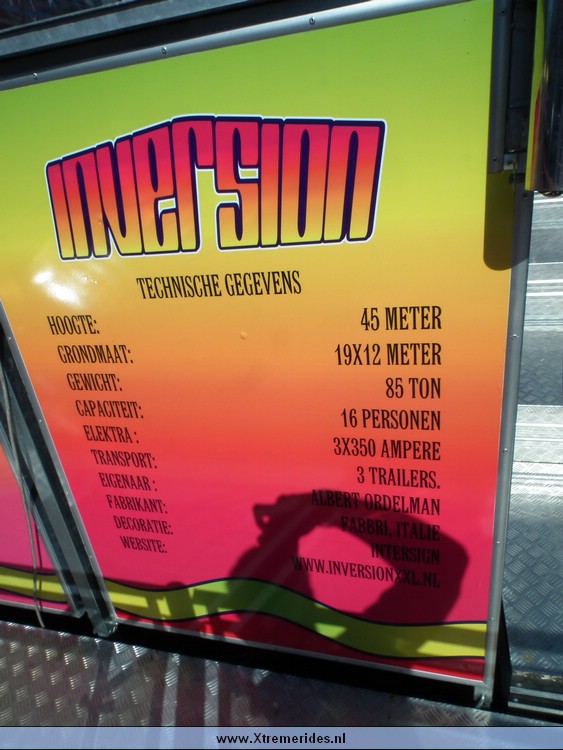 INVERSION
TECHNISCHE GEGEVENS
HOOGTE: 45 METER
GRONDMAAT: 19X12 METER
GEWICHT: 85 TON
CAPACITEIT: 16 PERSONEN
ELEKTRA : 3X350 AMPERE
TRANSPORT: 3 TRAILERS.
EIGENAAR : ALBERT ORDELMAN
FABRIKANT: FABBRI, ITALIE
DECORATIE: INTERSIGN
WEBSITE: WWW.INVERSIONXXL.NL
www.Xtremerides.nl